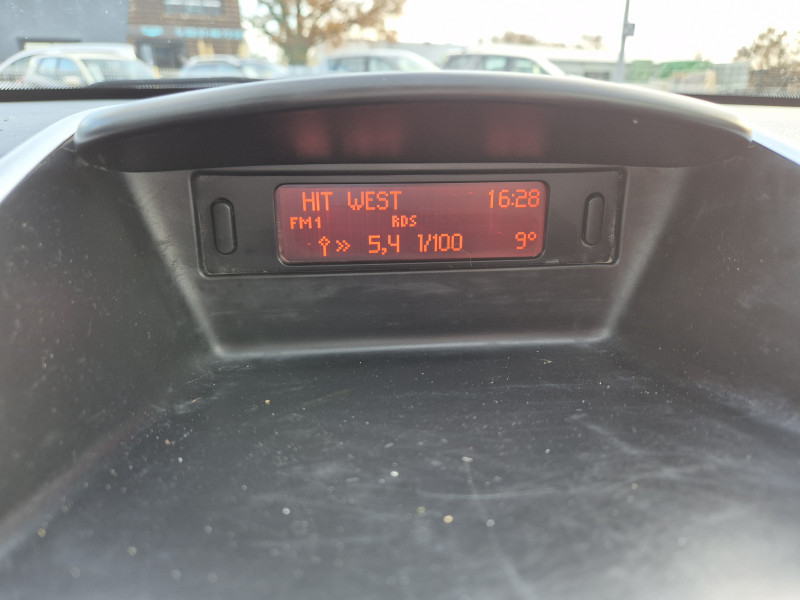 HIT WEST 16:28
FM1 RDS
5,4 l/100 9°